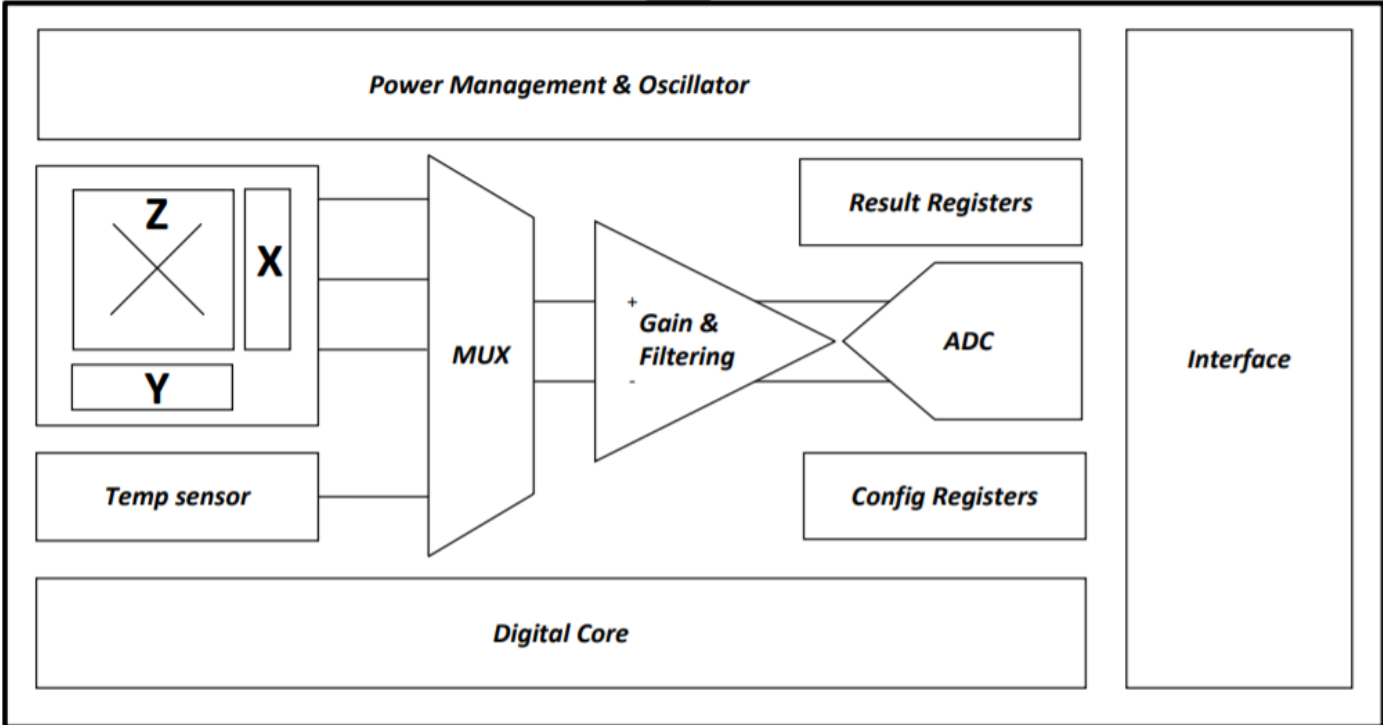 Power Management & Oscillator
Z
X
Y
Temp sensor
MUX
+
Gain &
Filtering
-
Result Registers
ADC
Config Registers
Interface
Digital Core